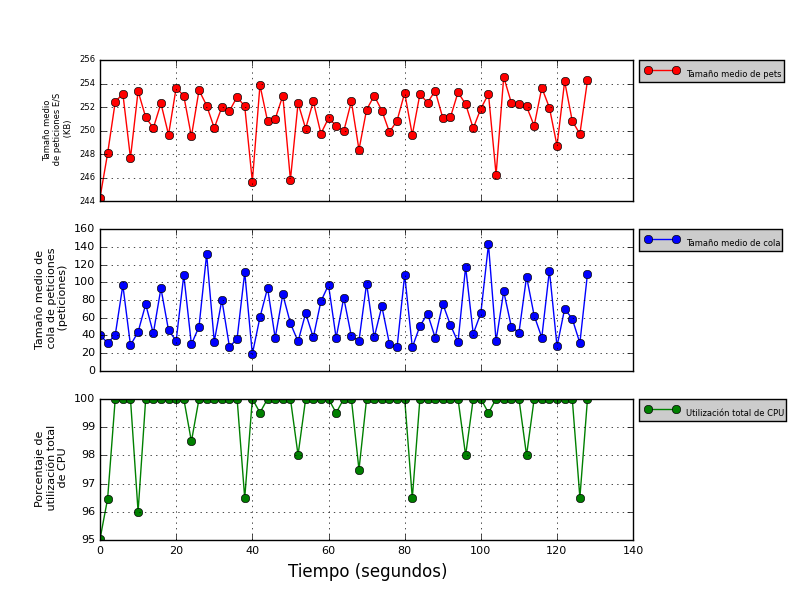 256
254
252
250
248
246
244
Tamaño medio
de peticiones E/S
(KB)
Tamaño medio de pets
160
140
120
100
80
60
40
20
0
Tamaño medio de
cola de peticiones
(peticiones)
Tamaño medio de cola
100
99
98
97
96
95
Porcentaje de
utilización total
de CPU
Utilización total de CPU
0 20 40 60 80 100 120 140
Tiempo (segundos)